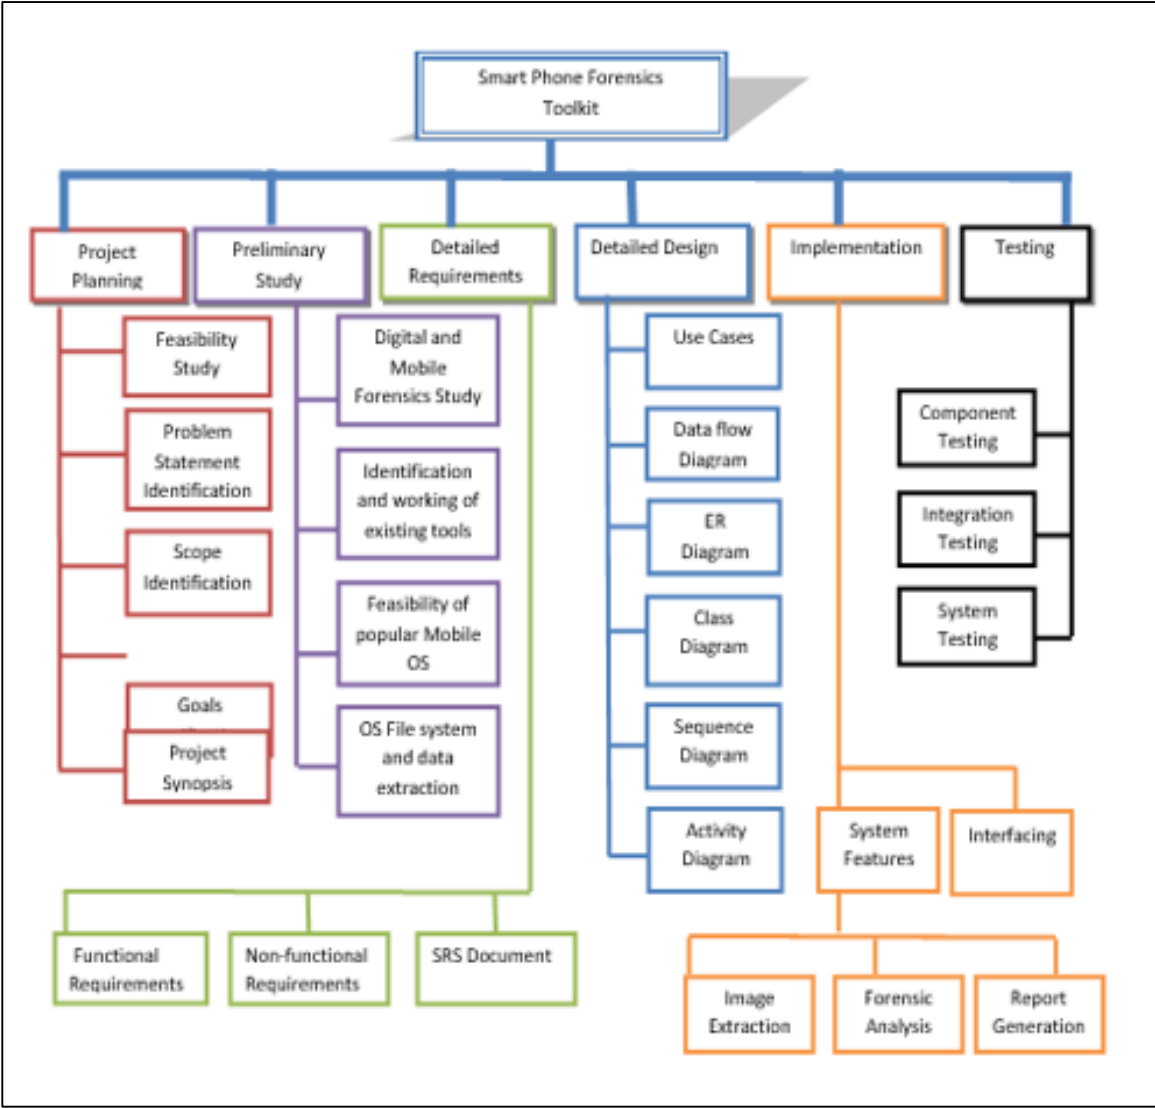 Smart Phone Forensics
Toolkit
Project
Planning
Preliminary
Study
Detailed
Requirements
Detailed Design
Implementation
Testing
Feasibility
Study
Problem
Statement
Identification
Scope
Identification
Goals
Project
Synopsis
Digital and
Mobile
Forensics Study
Identification
and working of
existing tools
Feasibility of
popular Mobile
OS
OS File system
and data
extraction
Functional
Requirements
Non-functional
Requirements
SRS Document
Use Cases
Data flow
Diagram
ER
Diagram
Class
Diagram
Sequence
Diagram
Activity
Diagram
System
Features
Interfacing
Image
Extraction
Forensic
Analysis
Report
Generation
Component
Testing
Integration
Testing
System
Testing